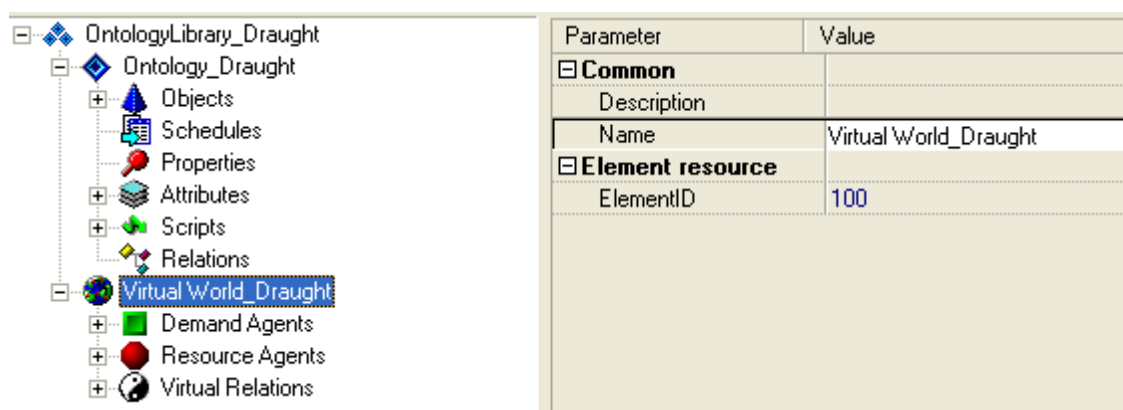 OntologyLibrary_Draught
Ontology_Draught
Objects
Schedules
Properties
Attributes
Scripts
Relations
Virtual World_Draught
Demand Agents
Resource Agents
Virtual Relations
Parameter Value
Common
Description
Name Virtual World_Draught
Element resource
ElementID 100